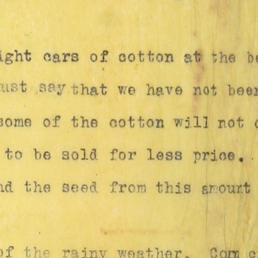 ight cars of cotton at the be
ust say that we have not been
some of the cotton will not
to be sold for less price.
nd the seed from this amount
of the rainy weather. Corn c